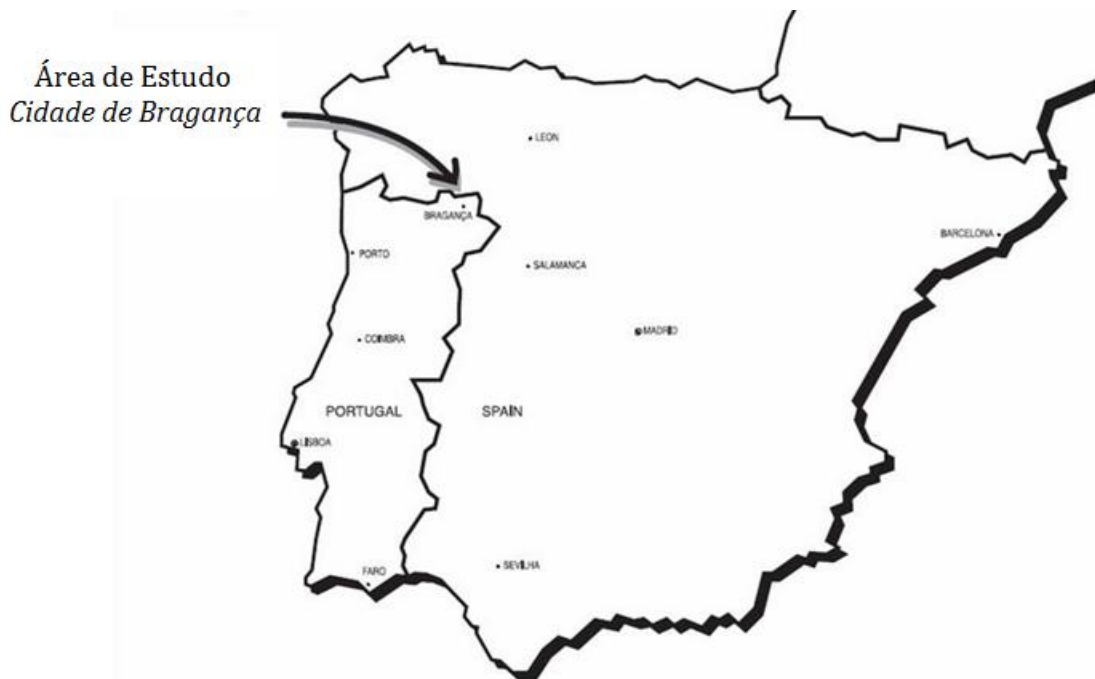 Área de Estudo
Cidade de Bragança
LEON
BRAGANÇA
BARCELONA
PORTO
SALAMANCA
MADRID
COIMBRA
PORTUGAL
SPAIN
LISBOA
SEVILHA
FARO